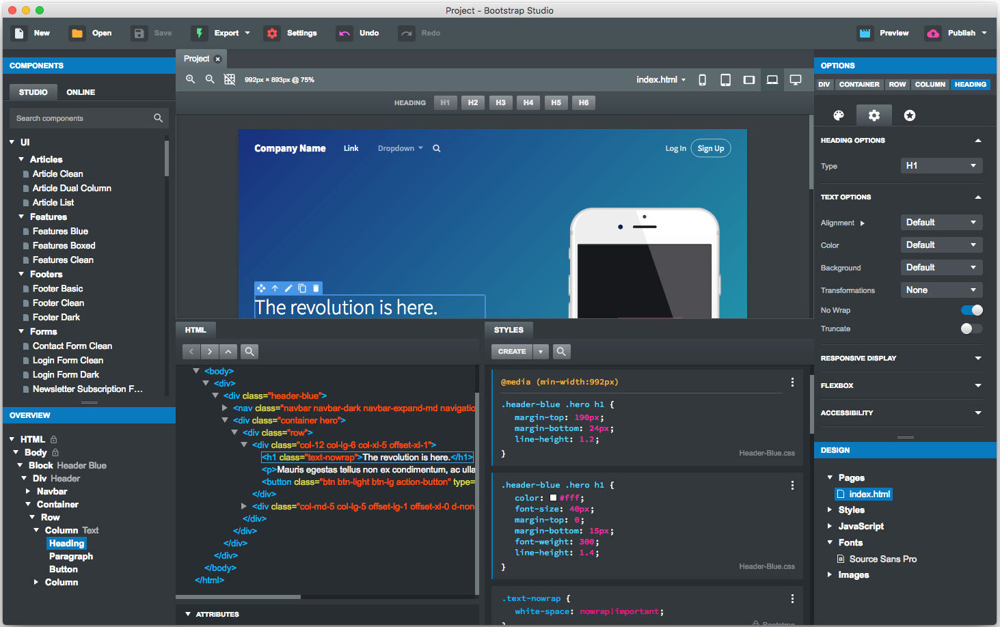 Project - Bootstrap Studio
New Open Save Export Settings Undo Redo Preview Publish
COMPONENTS
STUDIO ONLINE
Search components
UI
Articles
Article Clean
Article Dual Column
Article List
Features
Features Blue
Features Boxed
Features Clean
Footers
Footer Basic
Footer Clean
Footer Dark
Forms
Contact Form Clean
Login Form Clean
Login Form Dark
Newsletter Subscription F...
OVERVIEW
HTML
Body
Block Header Blue
Div Header
Navbar
Container
Row
Column Text
Heading
Paragraph
Button
Column
Project
992px × 893px @ 75%
index.html
HEADING H1 H2 H3 H4 H5 H6
Company Name Link Dropdown Log In Sign Up
The revolution is here.
HTML
<body>
<div>
<div class="header-blue">
<nav class="navbar navbar-dark navbar-expand-md navigatio
<div class="container hero">
<div class="row">
<div class="col-12 col-lg-6 col-xl-5 offset-xl-1">
<h1 class="text-nowrap">The revolution is here.</h1>
<p>Mauris egestas tellus non ex condimentum, ac ulla
<button class="btn btn-light btn-lg action-button" type=
</div>
<div class="col-md-5 col-lg-5 offset-lg-1 offset-xl-0 d-non
</div>
</div>
</div>
</div>
</body>
</html>
ATTRIBUTES
STYLES
CREATE
@media (min-width:992px)
.header-blue .hero h1 {
margin-top: 190px;
margin-bottom: 24px;
line-height: 1.2;
}
Header-Blue.css
.header-blue .hero h1 {
color: #fff;
font-size: 40px;
margin-top: 0;
margin-bottom: 15px;
font-weight: 300;
line-height: 1.4;
}
Header-Blue.css
.text-nowrap {
white-space: nowrap!important;
}
Bootstrap
OPTIONS
DIV CONTAINER ROW COLUMN HEADING
HEADING OPTIONS
Type H1
TEXT OPTIONS
Alignment Default
Color Default
Background Default
Transformations None
No Wrap
Truncate
RESPONSIVE DISPLAY
FLEXBOX
ACCESSIBILITY
DESIGN
Pages
index.html
Styles
JavaScript
Fonts
Source Sans Pro
Images